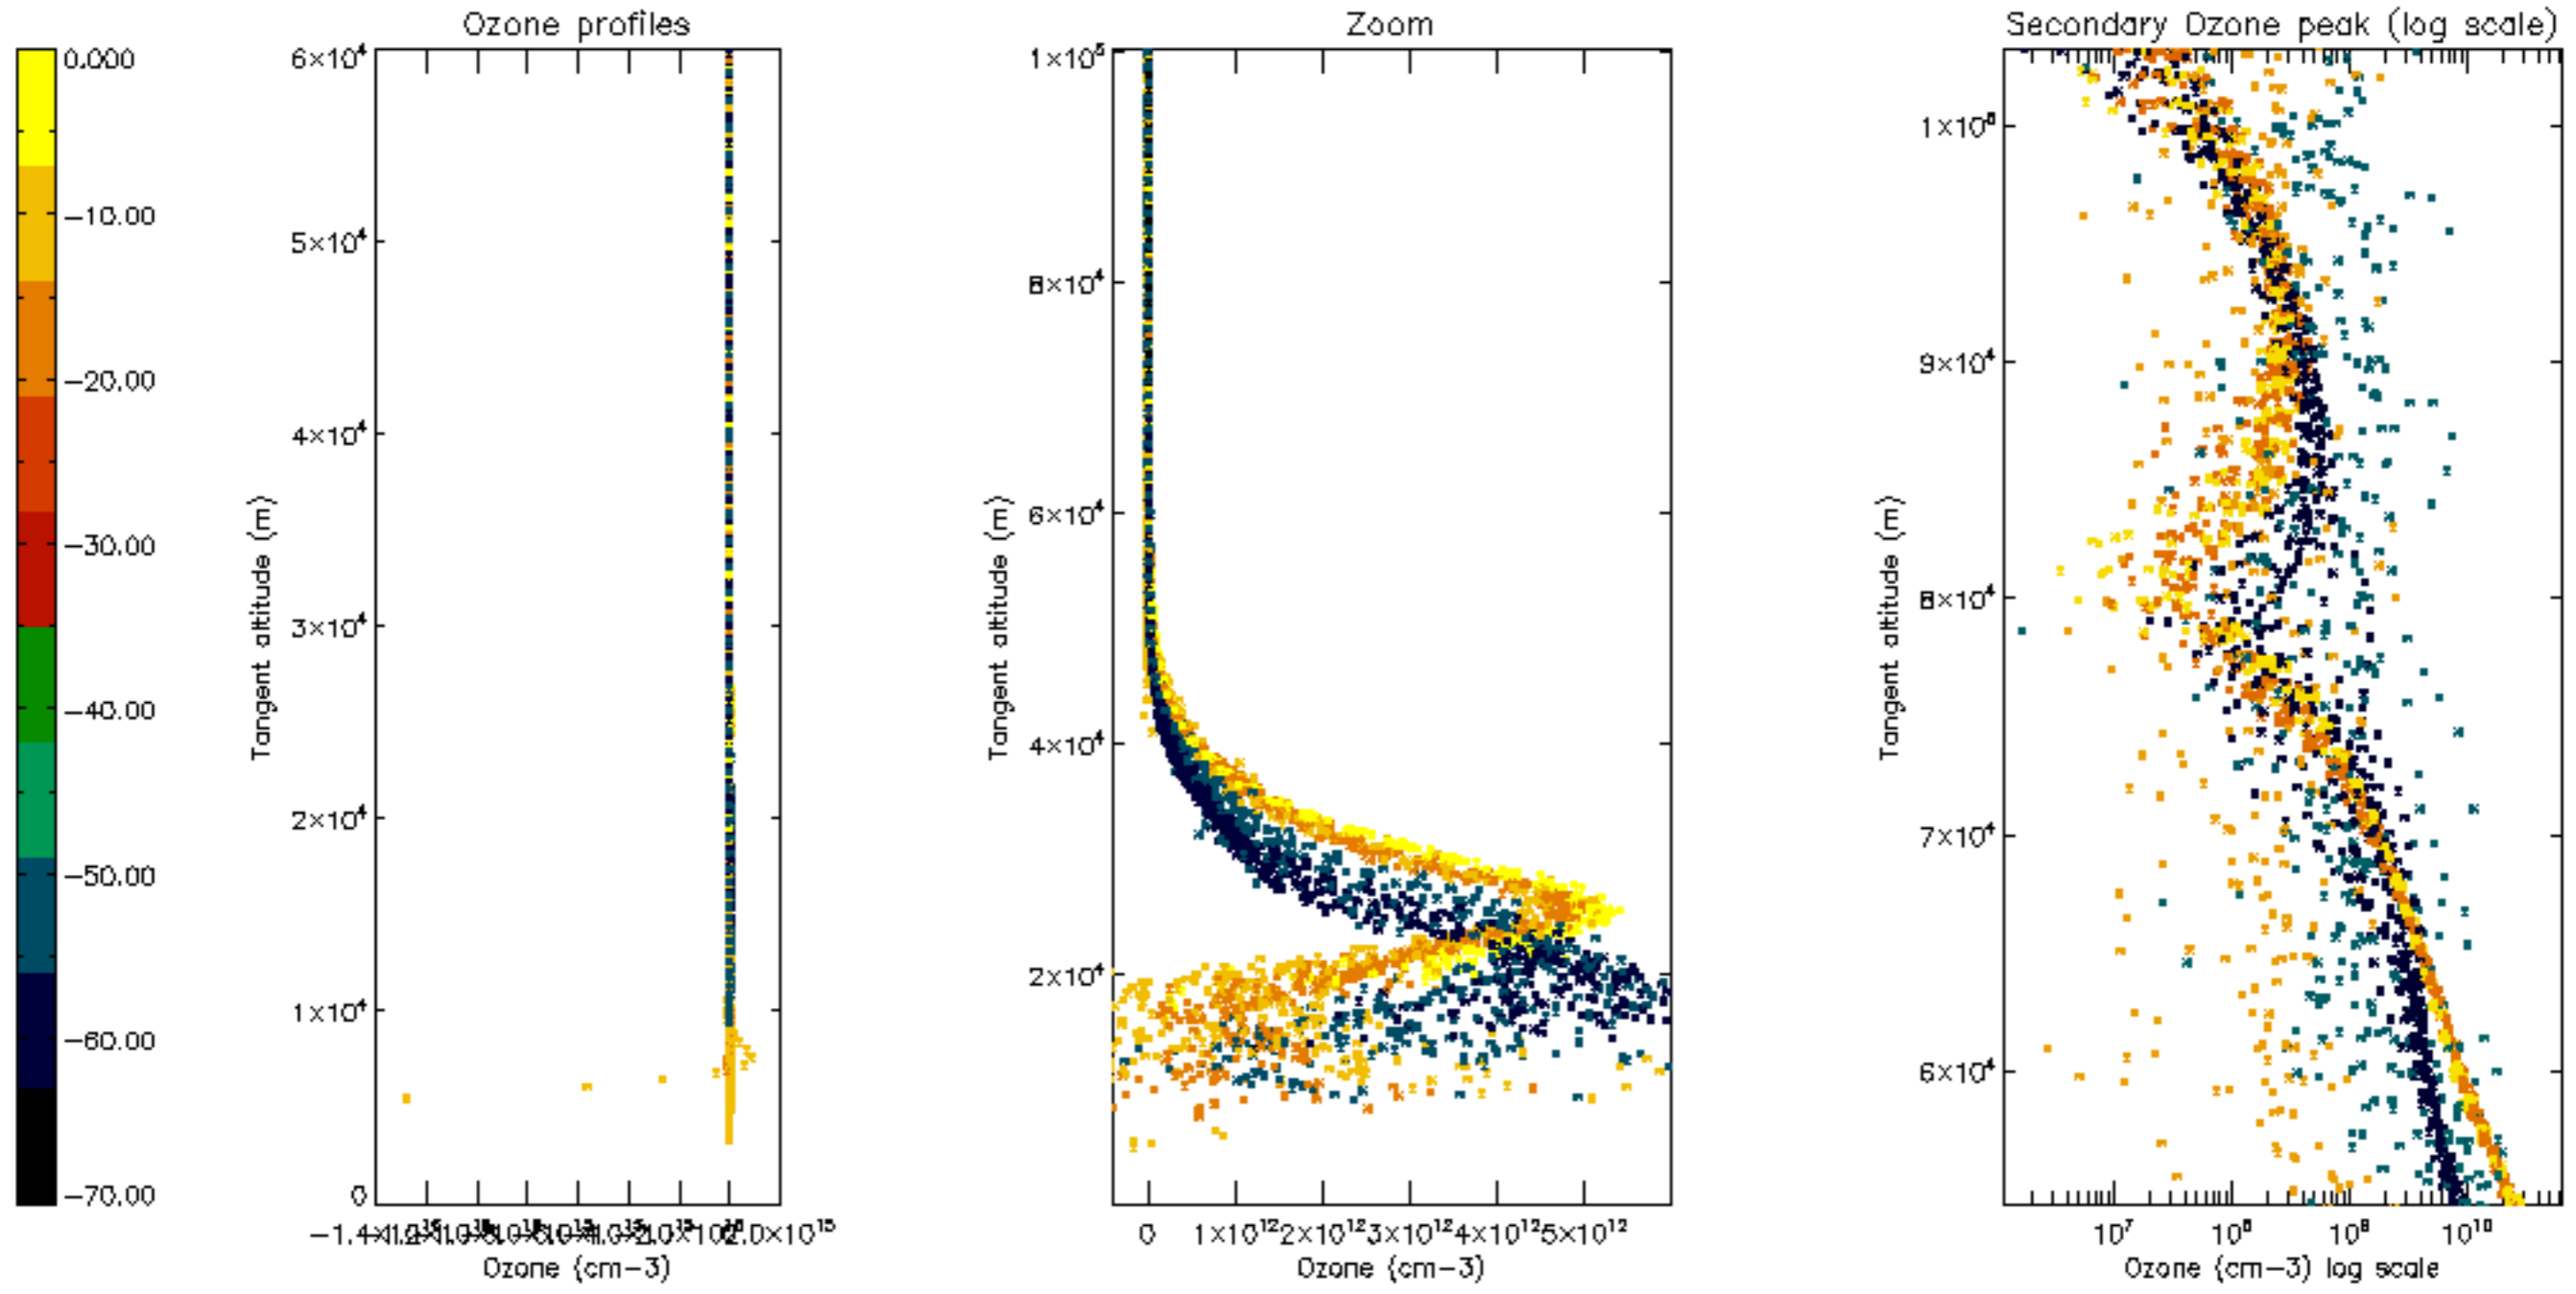 Ozone profiles
Zoom
Secondary Ozone peak (log scale)
0.000
−10.00
−20.00
−30.00
−40.00
−50.00
−60.00
−70.00
6×10⁴
5×10⁴
4×10⁴
3×10⁴
2×10⁴
1×10⁴
0
Tangent altitude (m)
2.0×10¹⁵
Ozone (cm−3)
1×10⁵
8×10⁴
6×10⁴
4×10⁴
2×10⁴
Tangent altitude (m)
0 1×10¹² 2×10¹² 3×10¹² 4×10¹² 5×10¹²
Ozone (cm−3)
1×10⁵
9×10⁴
8×10⁴
7×10⁴
6×10⁴
Tangent altitude (m)
10⁷ 10⁸ 10⁹ 10¹⁰
Ozone (cm−3) log scale